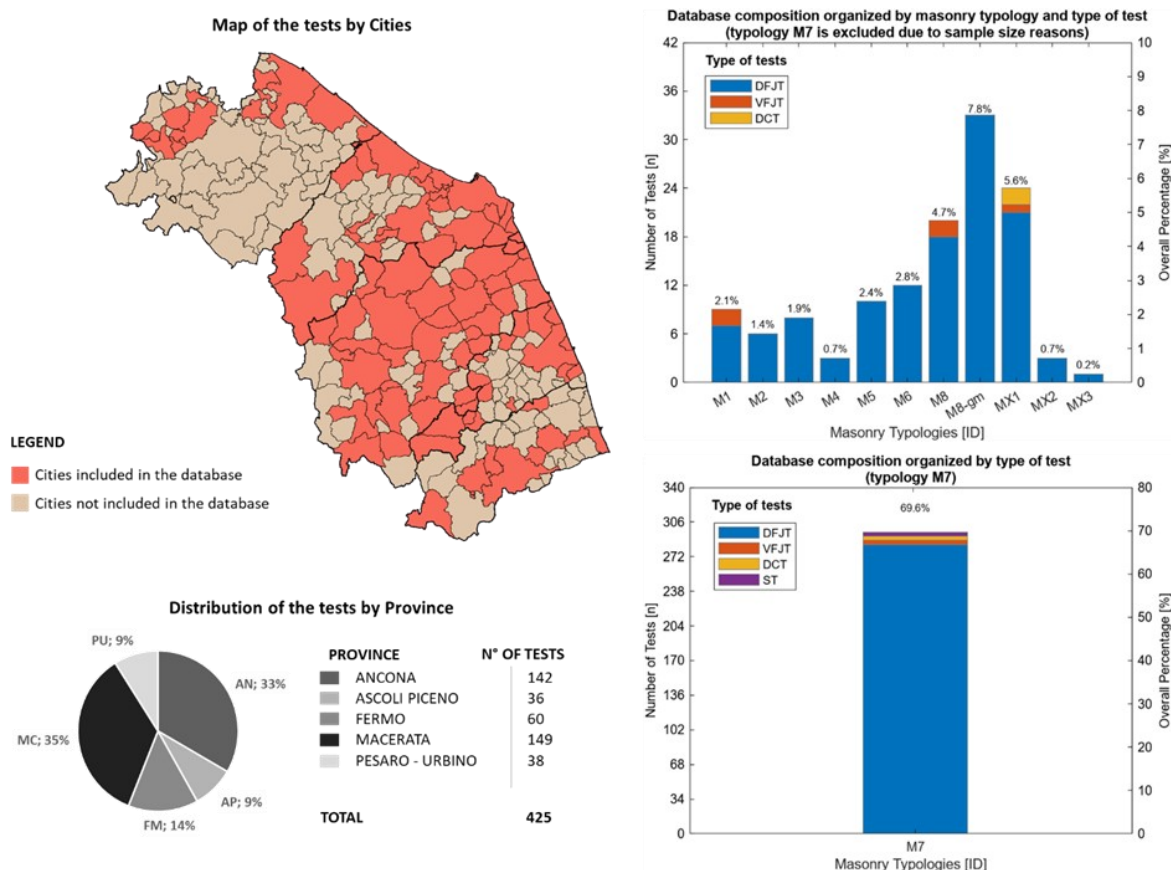 Map of the tests by Cities
LEGEND
Cities included in the database
Cities not included in the database
Distribution of the tests by Province
PU; 9%
AN; 33%
MC; 35%
AP; 9%
FM; 14%
PROVINCE N° OF TESTS
ANCONA 142
ASCOLI PICENO 36
FERMO 60
MACERATA 149
PESARO - URBINO 38
TOTAL 425
Database composition organized by masonry typology and type of test
(typology M7 is excluded due to sample size reasons)
Type of tests
DFJT
VFJT
DCT
Number of Tests [n]
42
36
30
24
18
12
6
0
Overall Percentage [%]
10
9
8
7
6
5
4
3
2
1
0
2.1%
1.4%
1.9%
0.7%
2.4%
2.8%
4.7%
7.8%
5.6%
0.7%
0.2%
M1 M2 M3 M4 M5 M6 M8 M8-gm MX1 MX2 MX3
Masonry Typologies [ID]
Database composition organized by type of test
(typology M7)
Type of tests
DFJT
VFJT
DCT
ST
69.6%
Number of Tests [n]
340
306
272
238
204
170
136
102
68
34
0
Overall Percentage [%]
80
70
60
50
40
30
20
10
0
M7
Masonry Typologies [ID]